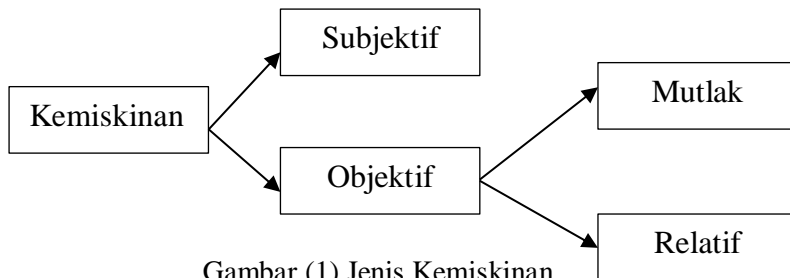 Subjektif
Kemiskinan
Mutlak
Objektif
Relatif
Gambar (1) Jenis Kemiskinan